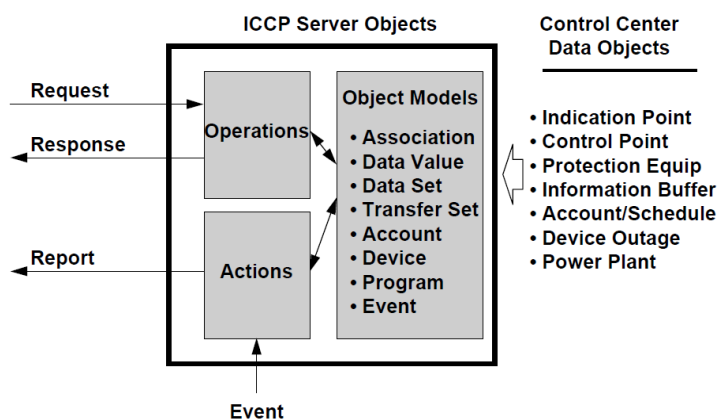 ICCP Server Objects
Control Center
Data Objects
Request
Response
Report
Operations
Actions
Event
Object Models
• Association
• Data Value
• Data Set
• Transfer Set
• Account
• Device
• Program
• Event
• Indication Point
• Control Point
• Protection Equip
• Information Buffer
• Account/Schedule
• Device Outage
• Power Plant